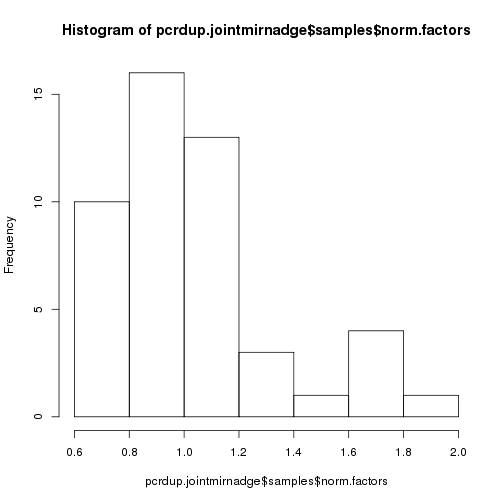 Histogram of pcrdup.jointmirnadge$samples$norm.factors
15
10
5
0
Frequency
0.6 0.8 1.0 1.2 1.4 1.6 1.8 2.0
pcrdup.jointmirnadge$samples$norm.factors